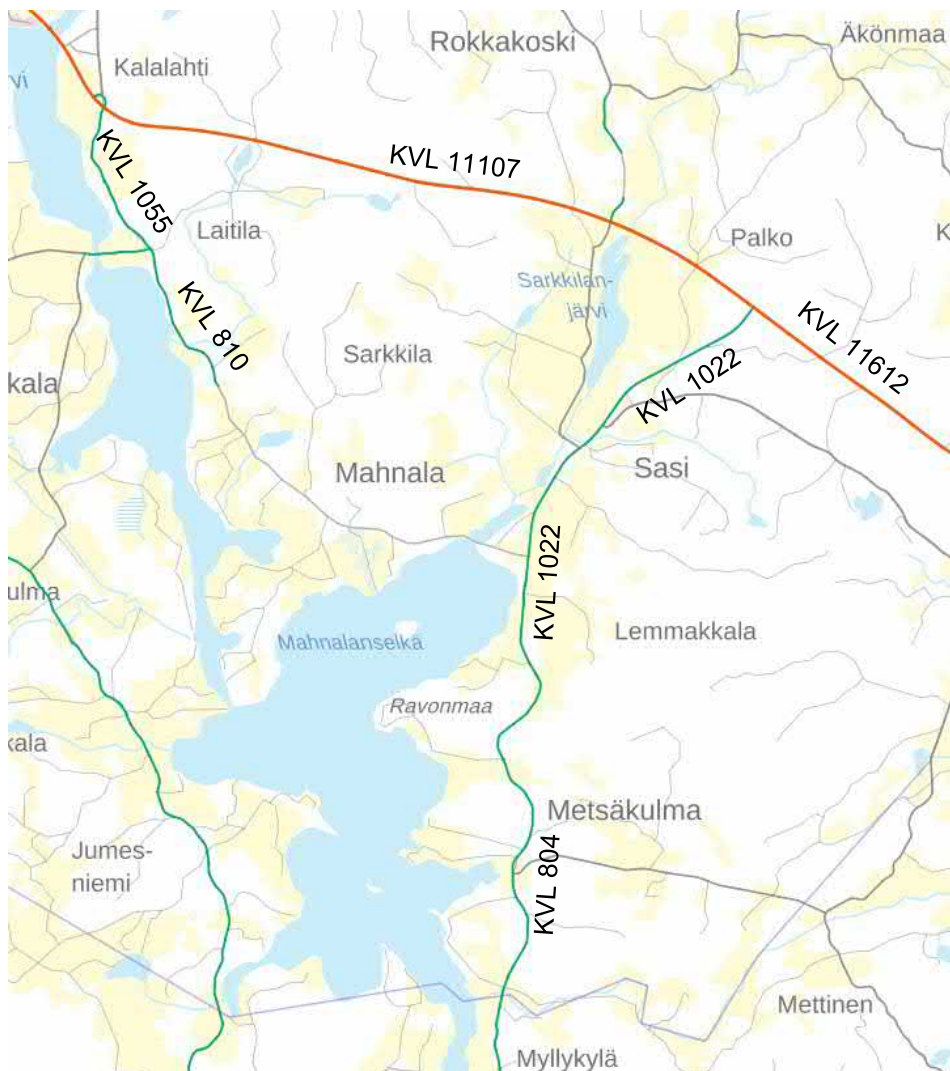 Rokkakoski
Äkönmaa
Kalalahti
vi
KVL 11107
KVL 1055
Laitila
Palko
K
Sarkkilan-
järvi
KVL 810
KVL 11612
Sarkkila
KVL 1022
kala
Mahnala
Sasi
KVL 1022
ulma
Lemmakkala
Mahnalanselkä
Ravonmaa
kala
Metsäkulma
Jumes-
niemi
KVL 804
Mettinen
Myllykylä